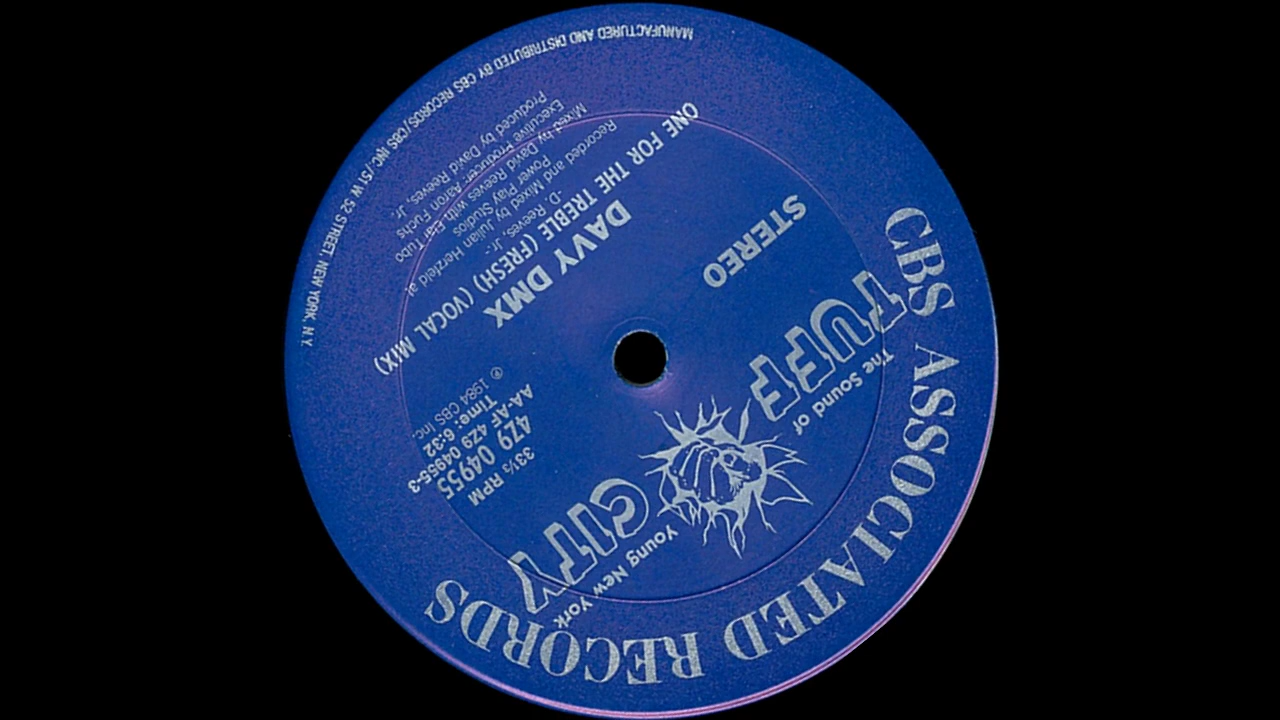 CBS ASSOCIATED RECORDS
The Sound of
Young New York
TUFF CITY
STEREO
33⅓ RPM
4Z9 04955
AA-AF 4Z9 04955-3
Time: 6:32
℗ 1984 CBS Inc.
DAVY DMX
ONE FOR THE TREBLE (FRESH) (VOCAL MIX)
-D. Reeves, Jr.-
Recorded and Mixed by Julian Herzfeld at
Power Play Studios
Mixed by David Reeves with Elai Tubo
Executive Producer: Aaron Fuchs
Produced by David Reeves, Jr.
MANUFACTURED AND DISTRIBUTED BY CBS RECORDS/CBS INC./51 W 52 STREET, NEW YORK, N.Y.